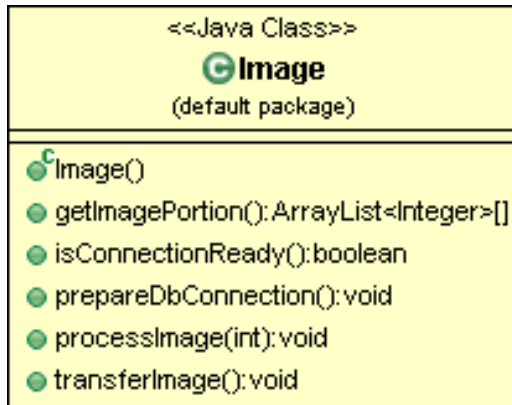 <<Java Class>>
C Image
(default package)
C Image()
getImagePortion():ArrayList<Integer>[]
isConnectionReady():boolean
prepareDbConnection():void
processImage(int):void
transferImage():void